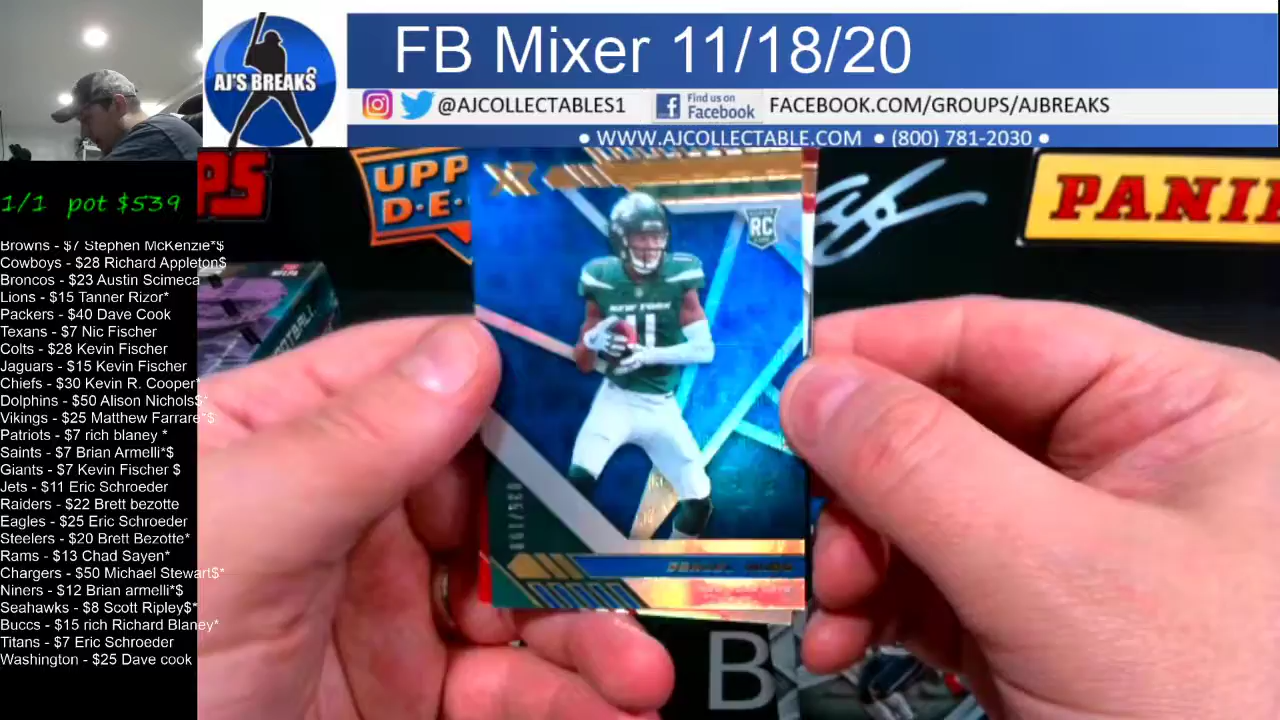 FB Mixer 11/18/20
AJ'S BREAKS
@AJCOLLECTABLES1
Find us on
Facebook
FACEBOOK.COM/GROUPS/AJBREAKS
• WWW.AJCOLLECTABLE.COM • (800) 781-2030 •
1/1 pot $539
Browns - $7 Stephen McKenzie*$
Cowboys - $28 Richard Appleton$
Broncos - $23 Austin Scimeca
Lions - $15 Tanner Rizor*
Packers - $40 Dave Cook
Texans - $7 Nic Fischer
Colts - $28 Kevin Fischer
Jaguars - $15 Kevin Fischer
Chiefs - $30 Kevin R. Cooper*
Dolphins - $50 Alison Nichols$*
Vikings - $25 Matthew Farrare*$
Patriots - $7 rich blaney *
Saints - $7 Brian Armelli*$
Giants - $7 Kevin Fischer $
Jets - $11 Eric Schroeder
Raiders - $22 Brett bezotte
Eagles - $25 Eric Schroeder
Steelers - $20 Brett Bezotte*
Rams - $13 Chad Sayen*
Chargers - $50 Michael Stewart$*
Niners - $12 Brian armelli*$
Seahawks - $8 Scott Ripley$*
Buccs - $15 rich Richard Blaney*
Titans - $7 Eric Schroeder
Washington - $25 Dave cook
PS
UPP
D·E·
PANI
XR
RC
NEW YORK
11
B